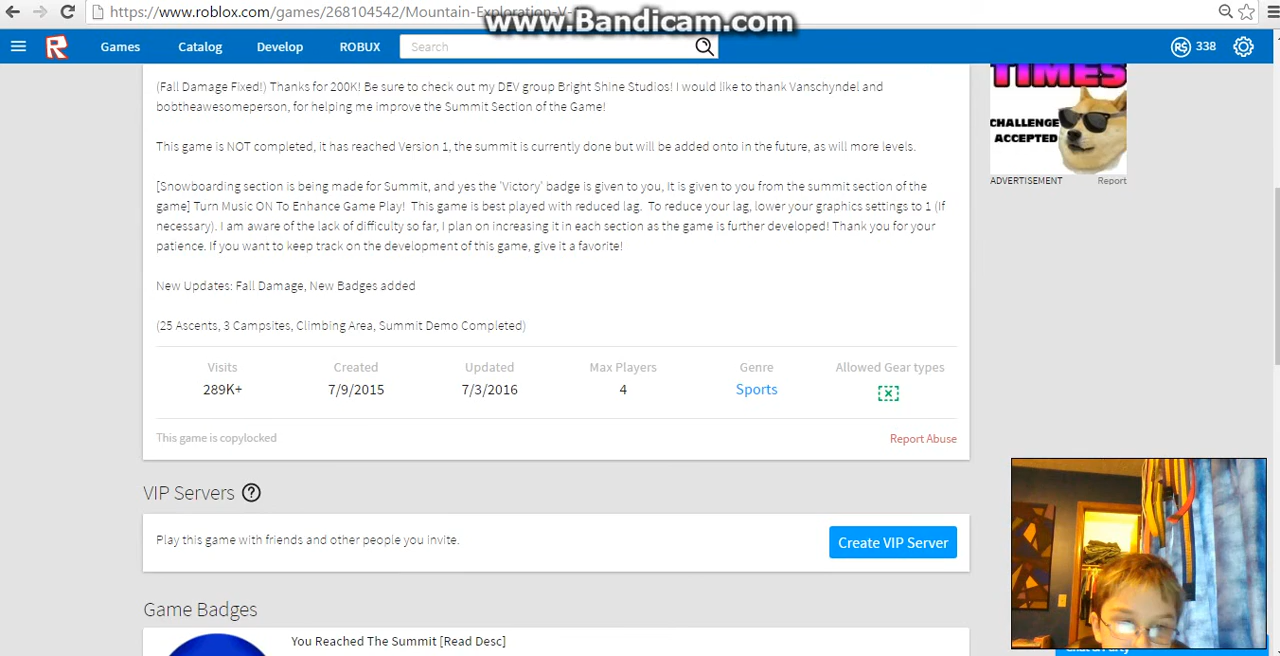 https://www.roblox.com/games/268104542/Mountain-Exploration-V-
www.Bandicam.com
Games
Catalog
Develop
ROBUX
Search
R$ 338
(Fall Damage Fixed!) Thanks for 200K! Be sure to check out my DEV group Bright Shine Studios! I would like to thank Vanschyndel and
bobtheawesomeperson, for helping me improve the Summit Section of the Game!
This game is NOT completed, it is considered Version 1, the summit is currently done but will be added onto in the future, as will more levels.
[Snowboarding section is being made for Summit, and yes the 'Victory' badge is given to you, It is given to you from the summit section of the
game] Turn Music ON To Enhance Game Play! This game is best played with reduced lag. To reduce your lag, lower your graphics settings to 1 (If
necessary). I am aware of the lack of difficulty so far, I plan on increasing it in each section as the game is further developed! Thank you for your
patience. If you want to keep track on the development of this game, give it a favorite!
New Updates: Fall Damage, New Badges added
(25 Ascents, 3 Campsites, Climbing Area, Summit Demo Completed)
Visits
Created
Updated
Max Players
Genre
Allowed Gear types
289K+
7/9/2015
7/3/2016
4
Sports
This game is copylocked
Report Abuse
TIMES
CHALLENGE
ACCEPTED
ADVERTISEMENT
Report
VIP Servers
Play this game with friends and other people you invite.
Create VIP Server
Game Badges
You Reached The Summit [Read Desc]
Chat & Party